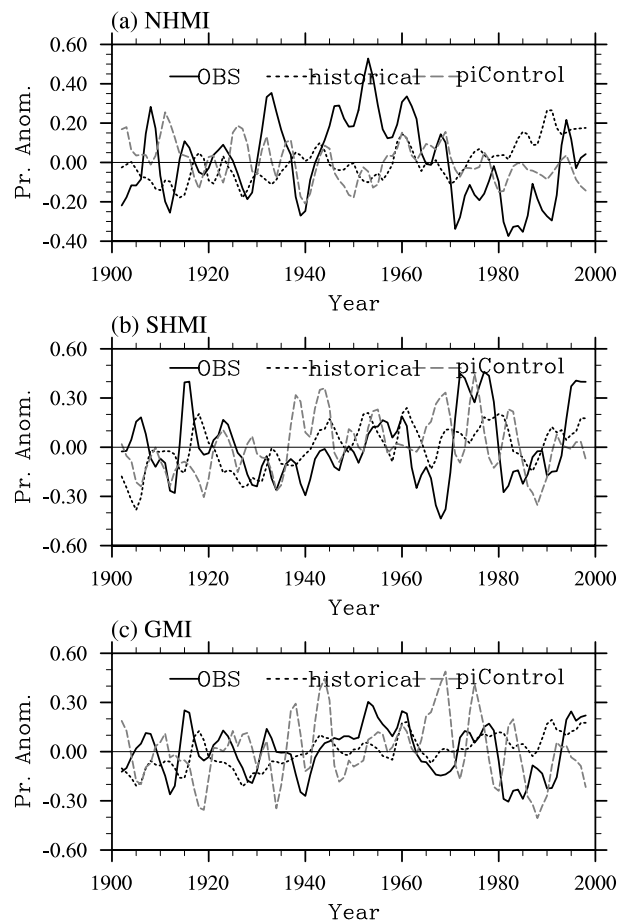 (a) NHMI
0.60
0.40
0.20
0.00
-0.20
-0.40
Pr. Anom.
OBS historical piControl
1900 1920 1940 1960 1980 2000
Year
(b) SHMI
0.60
0.30
0.00
-0.30
-0.60
Pr. Anom.
OBS historical piControl
1900 1920 1940 1960 1980 2000
Year
(c) GMI
0.60
0.30
0.00
-0.30
-0.60
Pr. Anom.
OBS historical piControl
1900 1920 1940 1960 1980 2000
Year